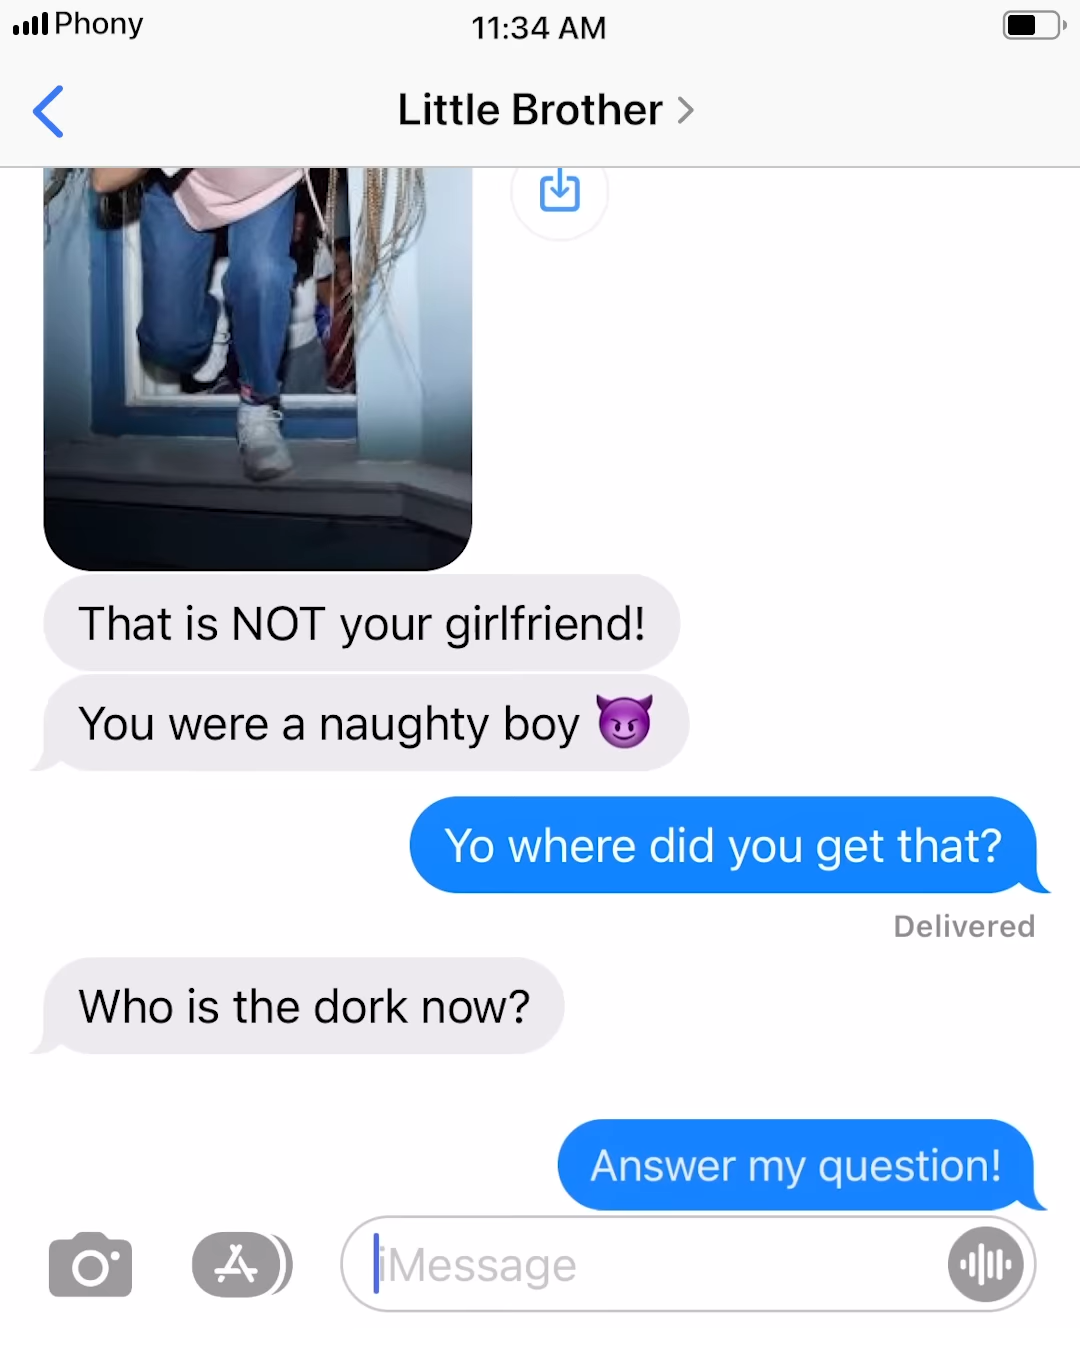 Phony 11:34 AM
Little Brother
That is NOT your girlfriend!
You were a naughty boy 😈
Yo where did you get that?
Delivered
Who is the dork now?
Answer my question!
iMessage